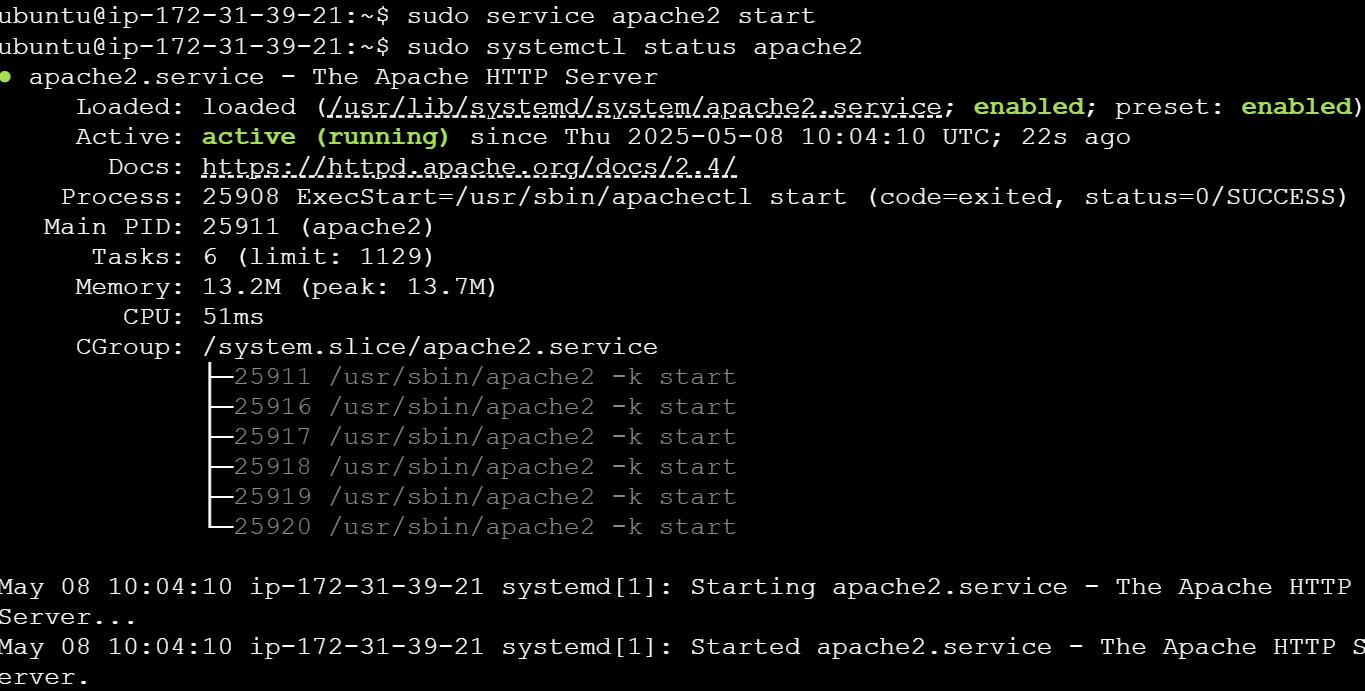 ubuntu@ip-172-31-39-21:~$ sudo service apache2 start
ubuntu@ip-172-31-39-21:~$ sudo systemctl status apache2
● apache2.service - The Apache HTTP Server
     Loaded: loaded (/usr/lib/systemd/system/apache2.service; enabled; preset: enabled)
     Active: active (running) since Thu 2025-05-08 10:04:10 UTC; 22s ago
       Docs: https://httpd.apache.org/docs/2.4/
    Process: 25908 ExecStart=/usr/sbin/apachectl start (code=exited, status=0/SUCCESS)
   Main PID: 25911 (apache2)
      Tasks: 6 (limit: 1129)
     Memory: 13.2M (peak: 13.7M)
        CPU: 51ms
     CGroup: /system.slice/apache2.service
             ├─25911 /usr/sbin/apache2 -k start
             ├─25916 /usr/sbin/apache2 -k start
             ├─25917 /usr/sbin/apache2 -k start
             ├─25918 /usr/sbin/apache2 -k start
             ├─25919 /usr/sbin/apache2 -k start
             └─25920 /usr/sbin/apache2 -k start

May 08 10:04:10 ip-172-31-39-21 systemd[1]: Starting apache2.service - The Apache HTTP
Server...
May 08 10:04:10 ip-172-31-39-21 systemd[1]: Started apache2.service - The Apache HTTP S
erver.